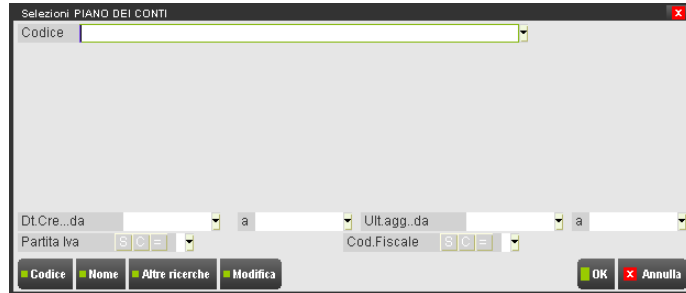 Selezioni PIANO DEI CONTI x
Codice
Dt.Cre...da a Ult.agg..da a
Partita Iva S C = Cod.Fiscale S C =
Codice Nome Altre ricerche Modifica OK x Annulla